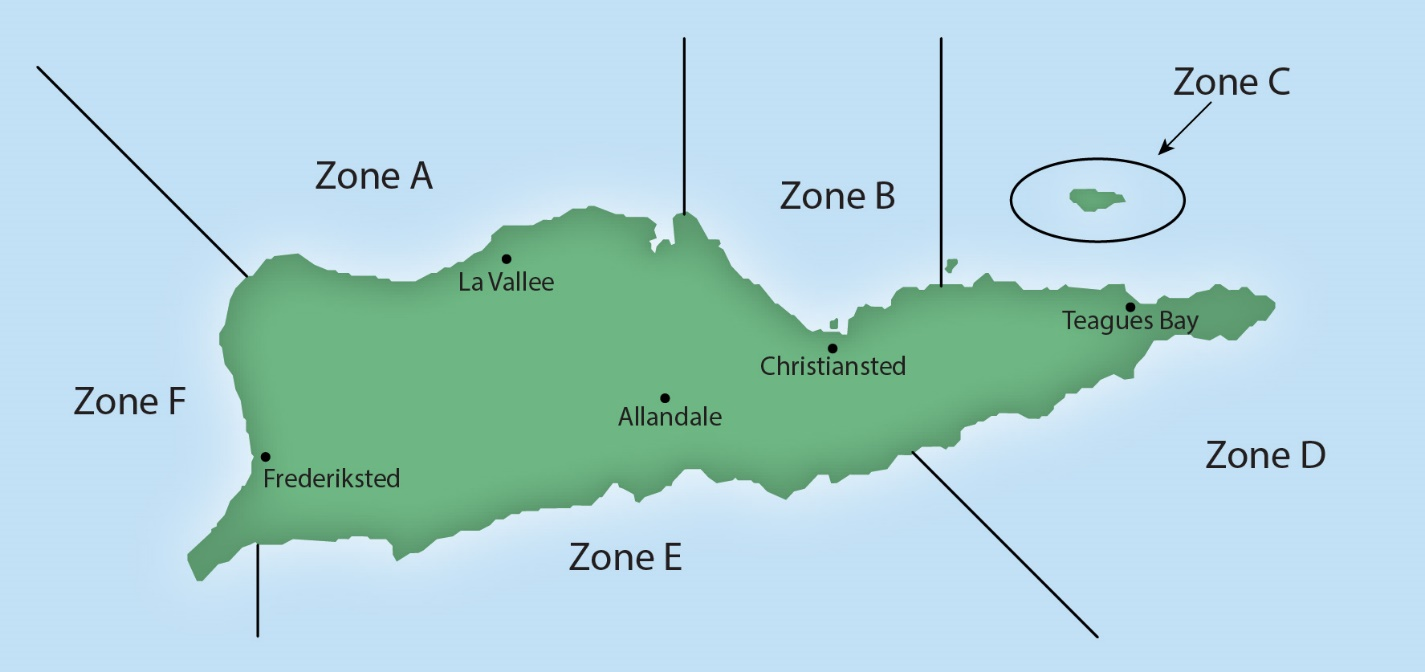 Zone C
Zone A
Zone B
La Vallee
Teagues Bay
Christiansted
Zone F
Allandale
Zone D
Frederiksted
Zone E